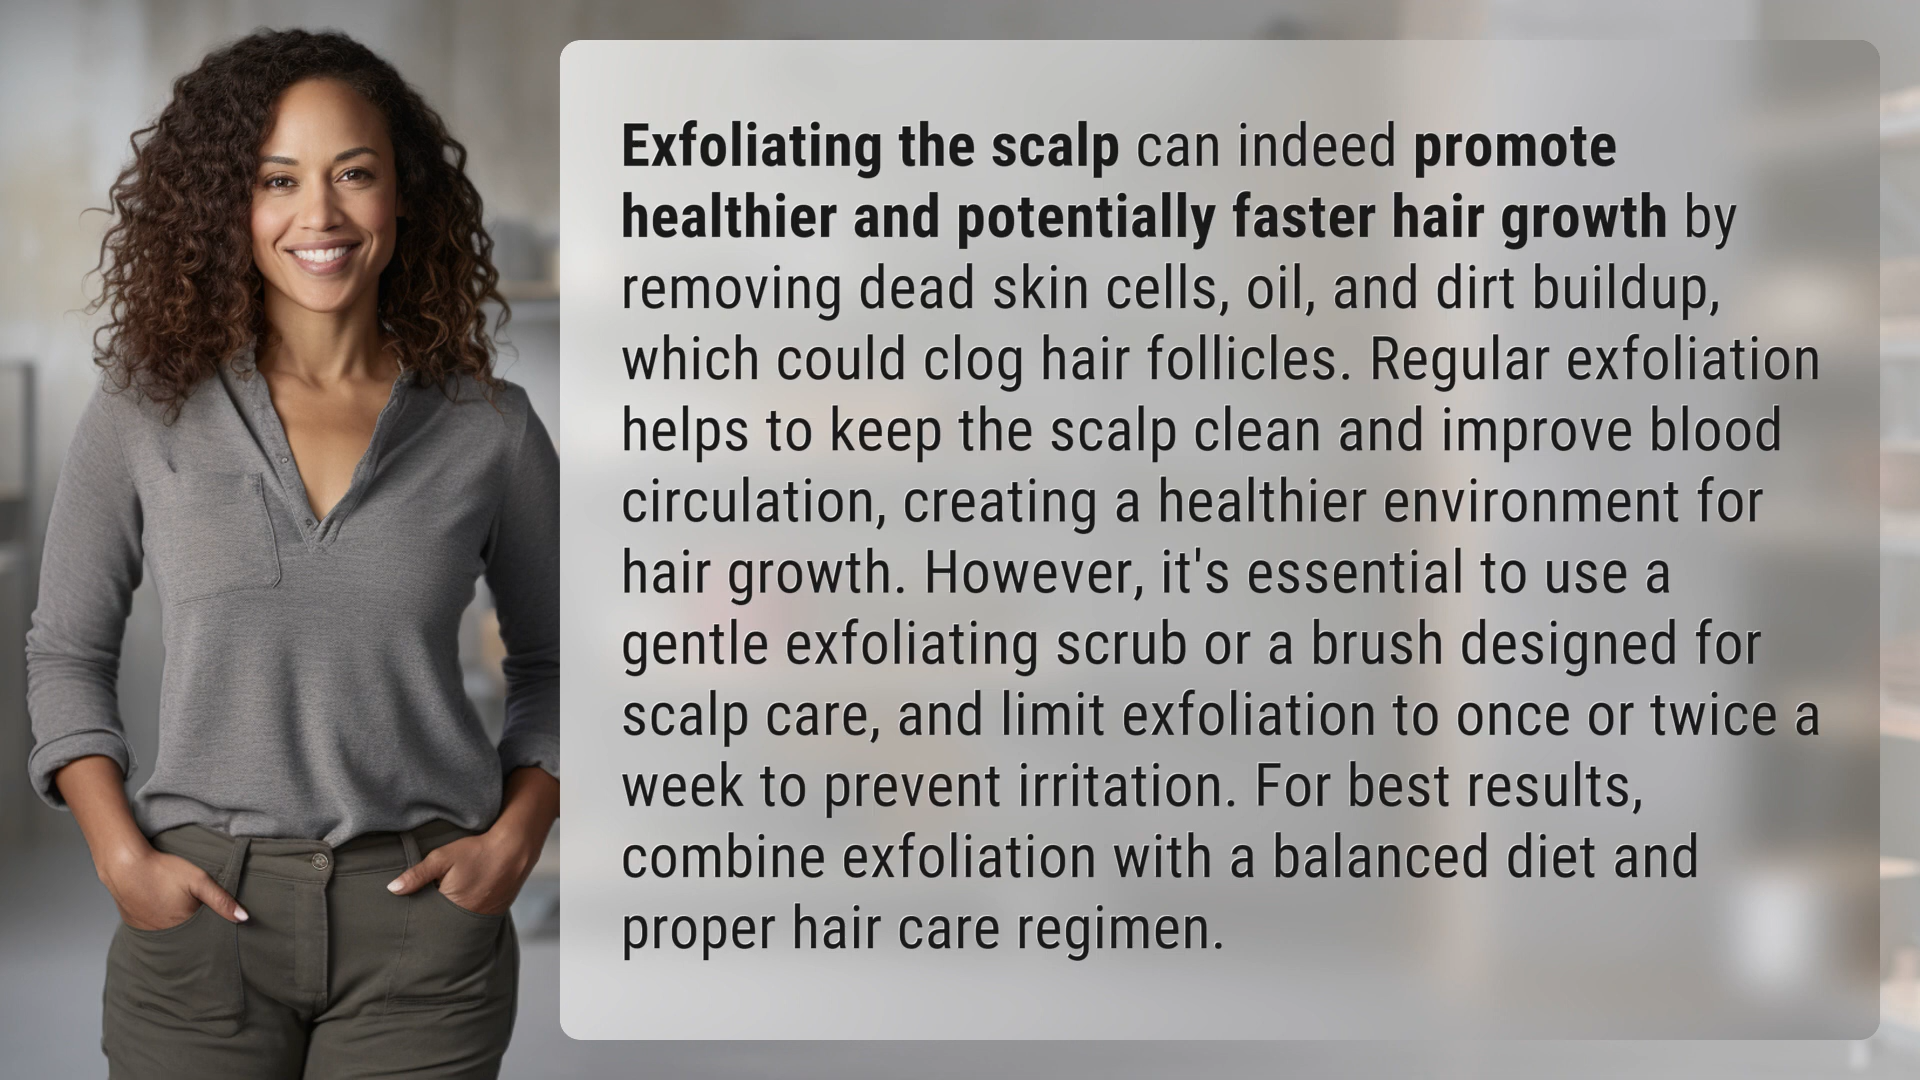 Exfoliating the scalp can indeed promote
healthier and potentially faster hair growth by
removing dead skin cells, oil, and dirt buildup,
which could clog hair follicles. Regular exfoliation
helps to keep the scalp clean and improve blood
circulation, creating a healthier environment for
hair growth. However, it's essential to use a
gentle exfoliating scrub or a brush designed for
scalp care, and limit exfoliation to once or twice a
week to prevent irritation. For best results,
combine exfoliation with a balanced diet and
proper hair care regimen.